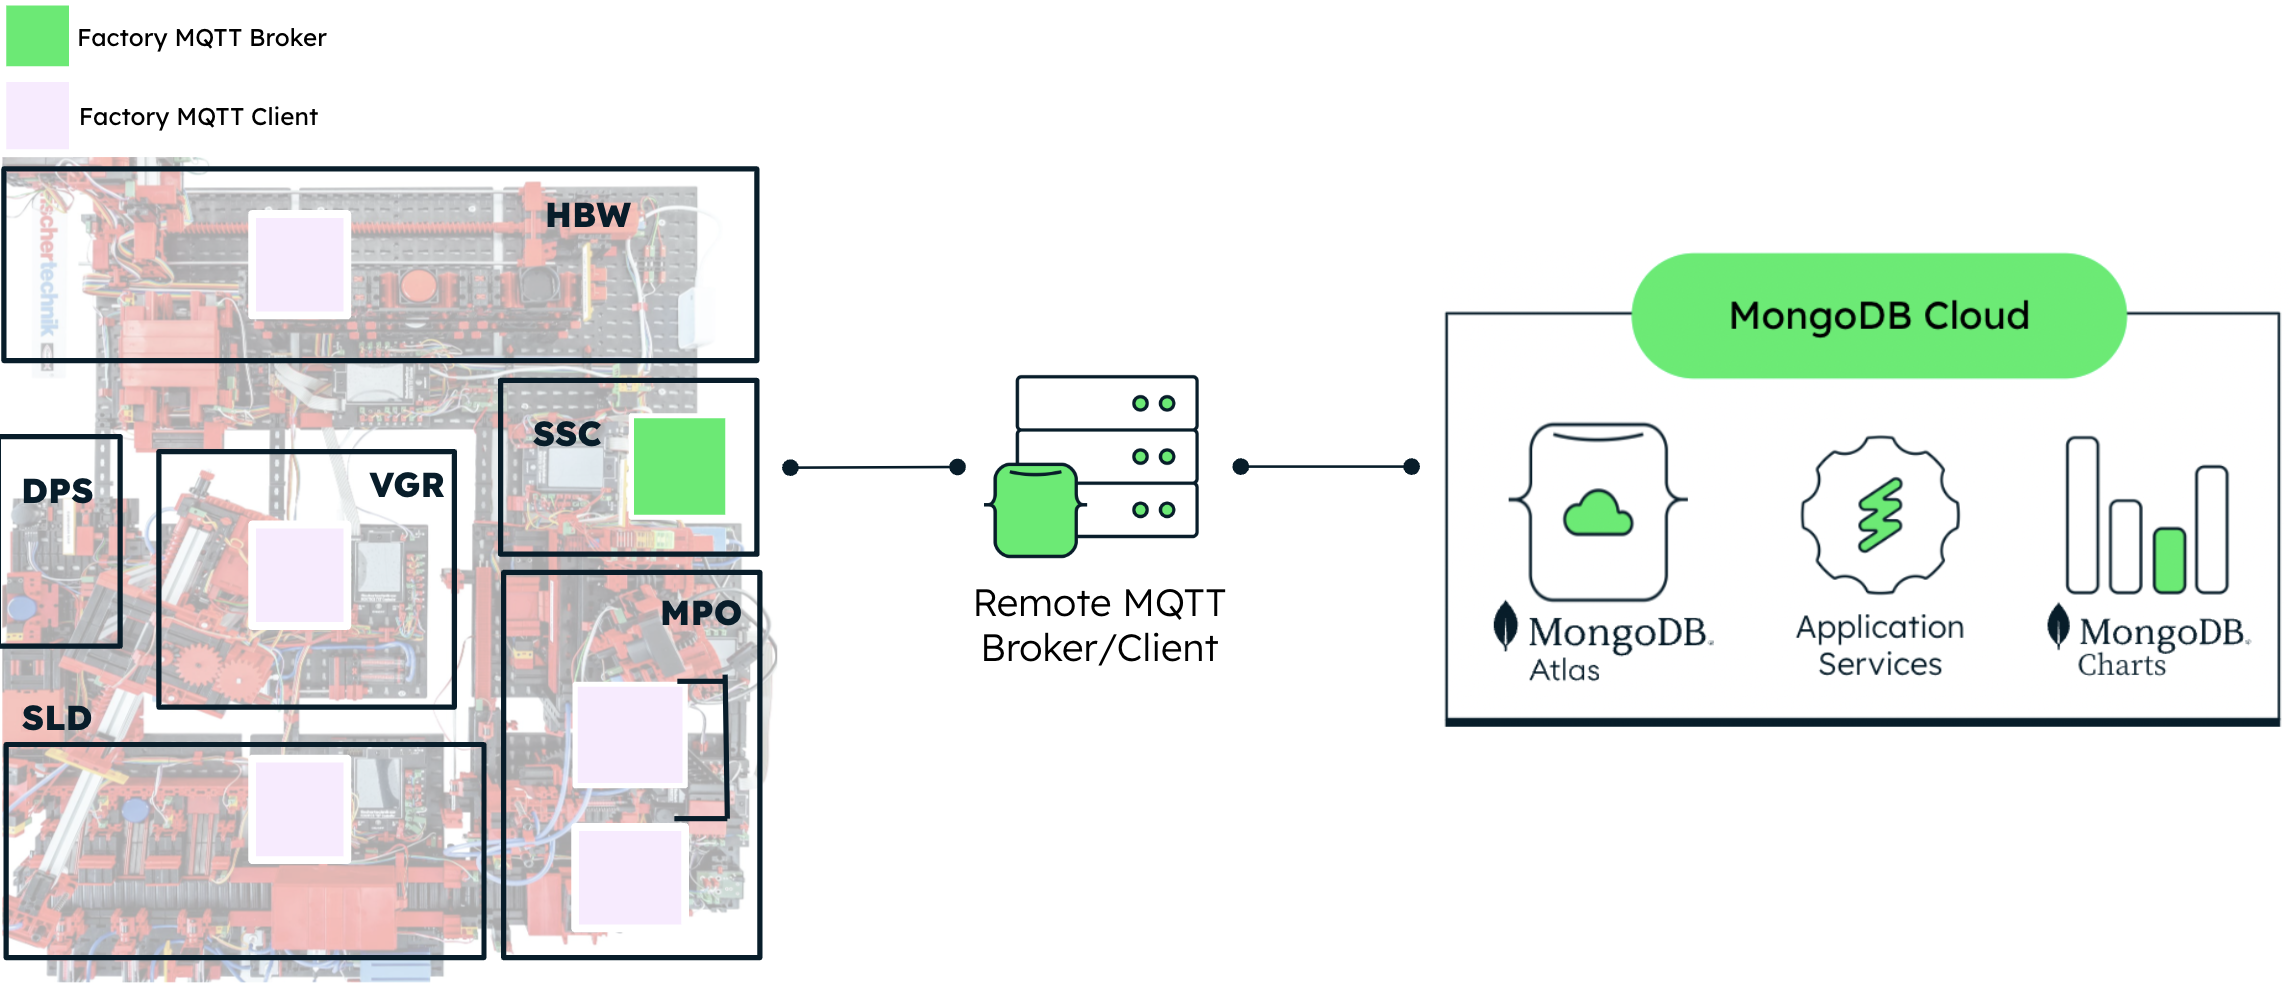 Factory MQTT Broker
Factory MQTT Client
HBW
fischertechnik
SSC
DPS
VGR
MPO
SLD
Remote MQTT
Broker/Client
MongoDB Cloud
MongoDB.
Atlas
Application
Services
MongoDB.
Charts